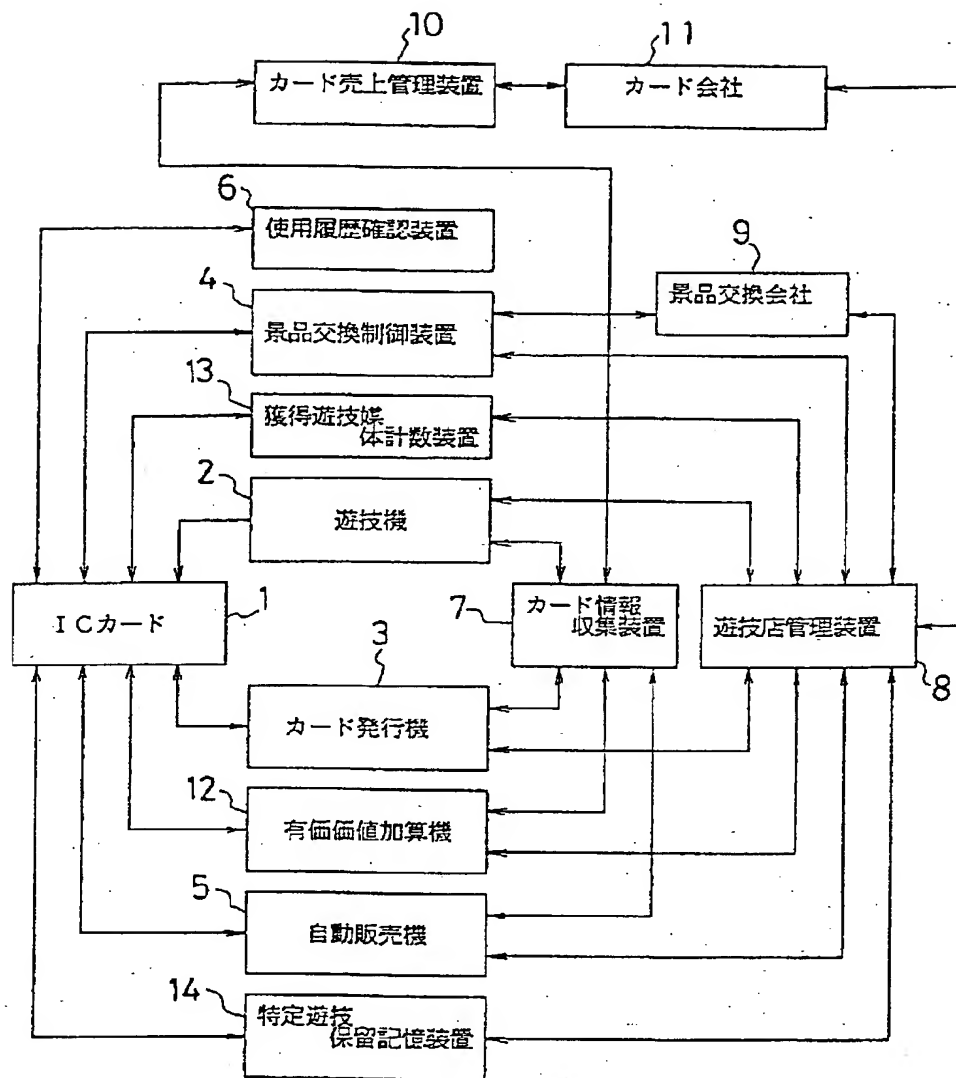 10
カード売上管理装置
11
カード会社
6
使用履歴確認装置
4
景品交換制御装置
9
景品交換会社
13
獲得遊技媒
体計数装置
2
遊技機
1
ICカード
7
カード情報
収集装置
遊技店管理装置
8
3
カード発行機
12
有価価値加算機
5
自動販売機
14
特定遊技
保留記憶装置